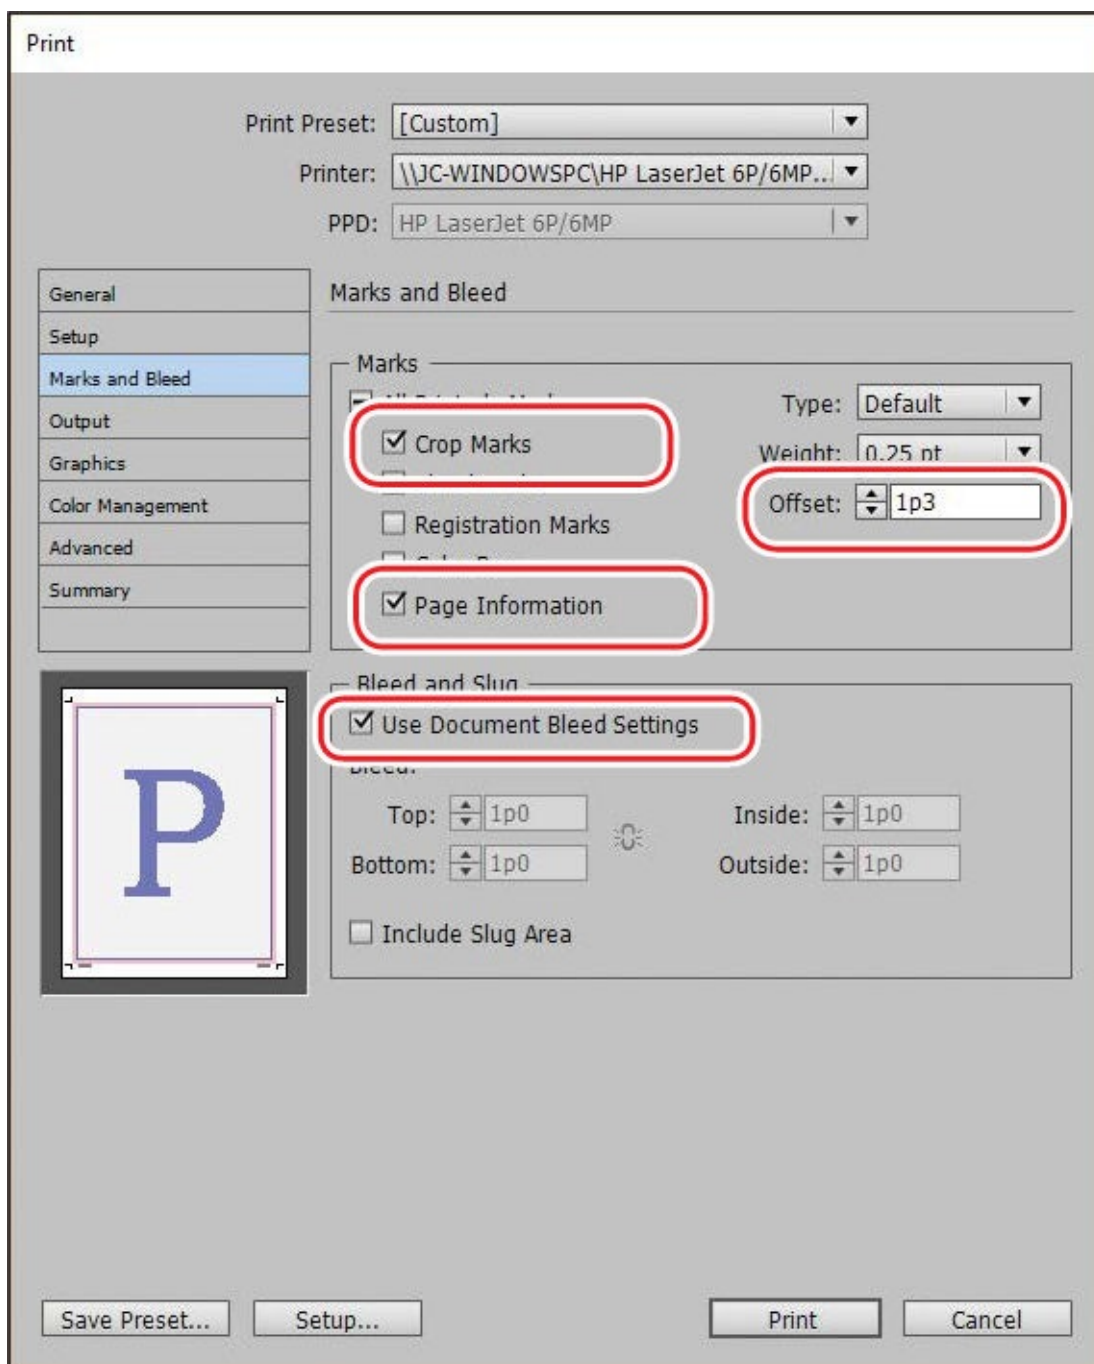 Print
Print Preset: [Custom]
Printer: \\JC-WINDOWSPC\HP LaserJet 6P/6MP...
PPD: HP LaserJet 6P/6MP
General
Setup
Marks and Bleed
Output
Graphics
Color Management
Advanced
Summary
Marks and Bleed
Marks
Crop Marks
Registration Marks
Page Information
Type: Default
Weight: 0.25 pt
Offset: 1p3
P
Bleed and Slug
Use Document Bleed Settings
Bleed:
Top: 1p0
Inside: 1p0
Bottom: 1p0
Outside: 1p0
Include Slug Area
Save Preset...
Setup...
Print
Cancel